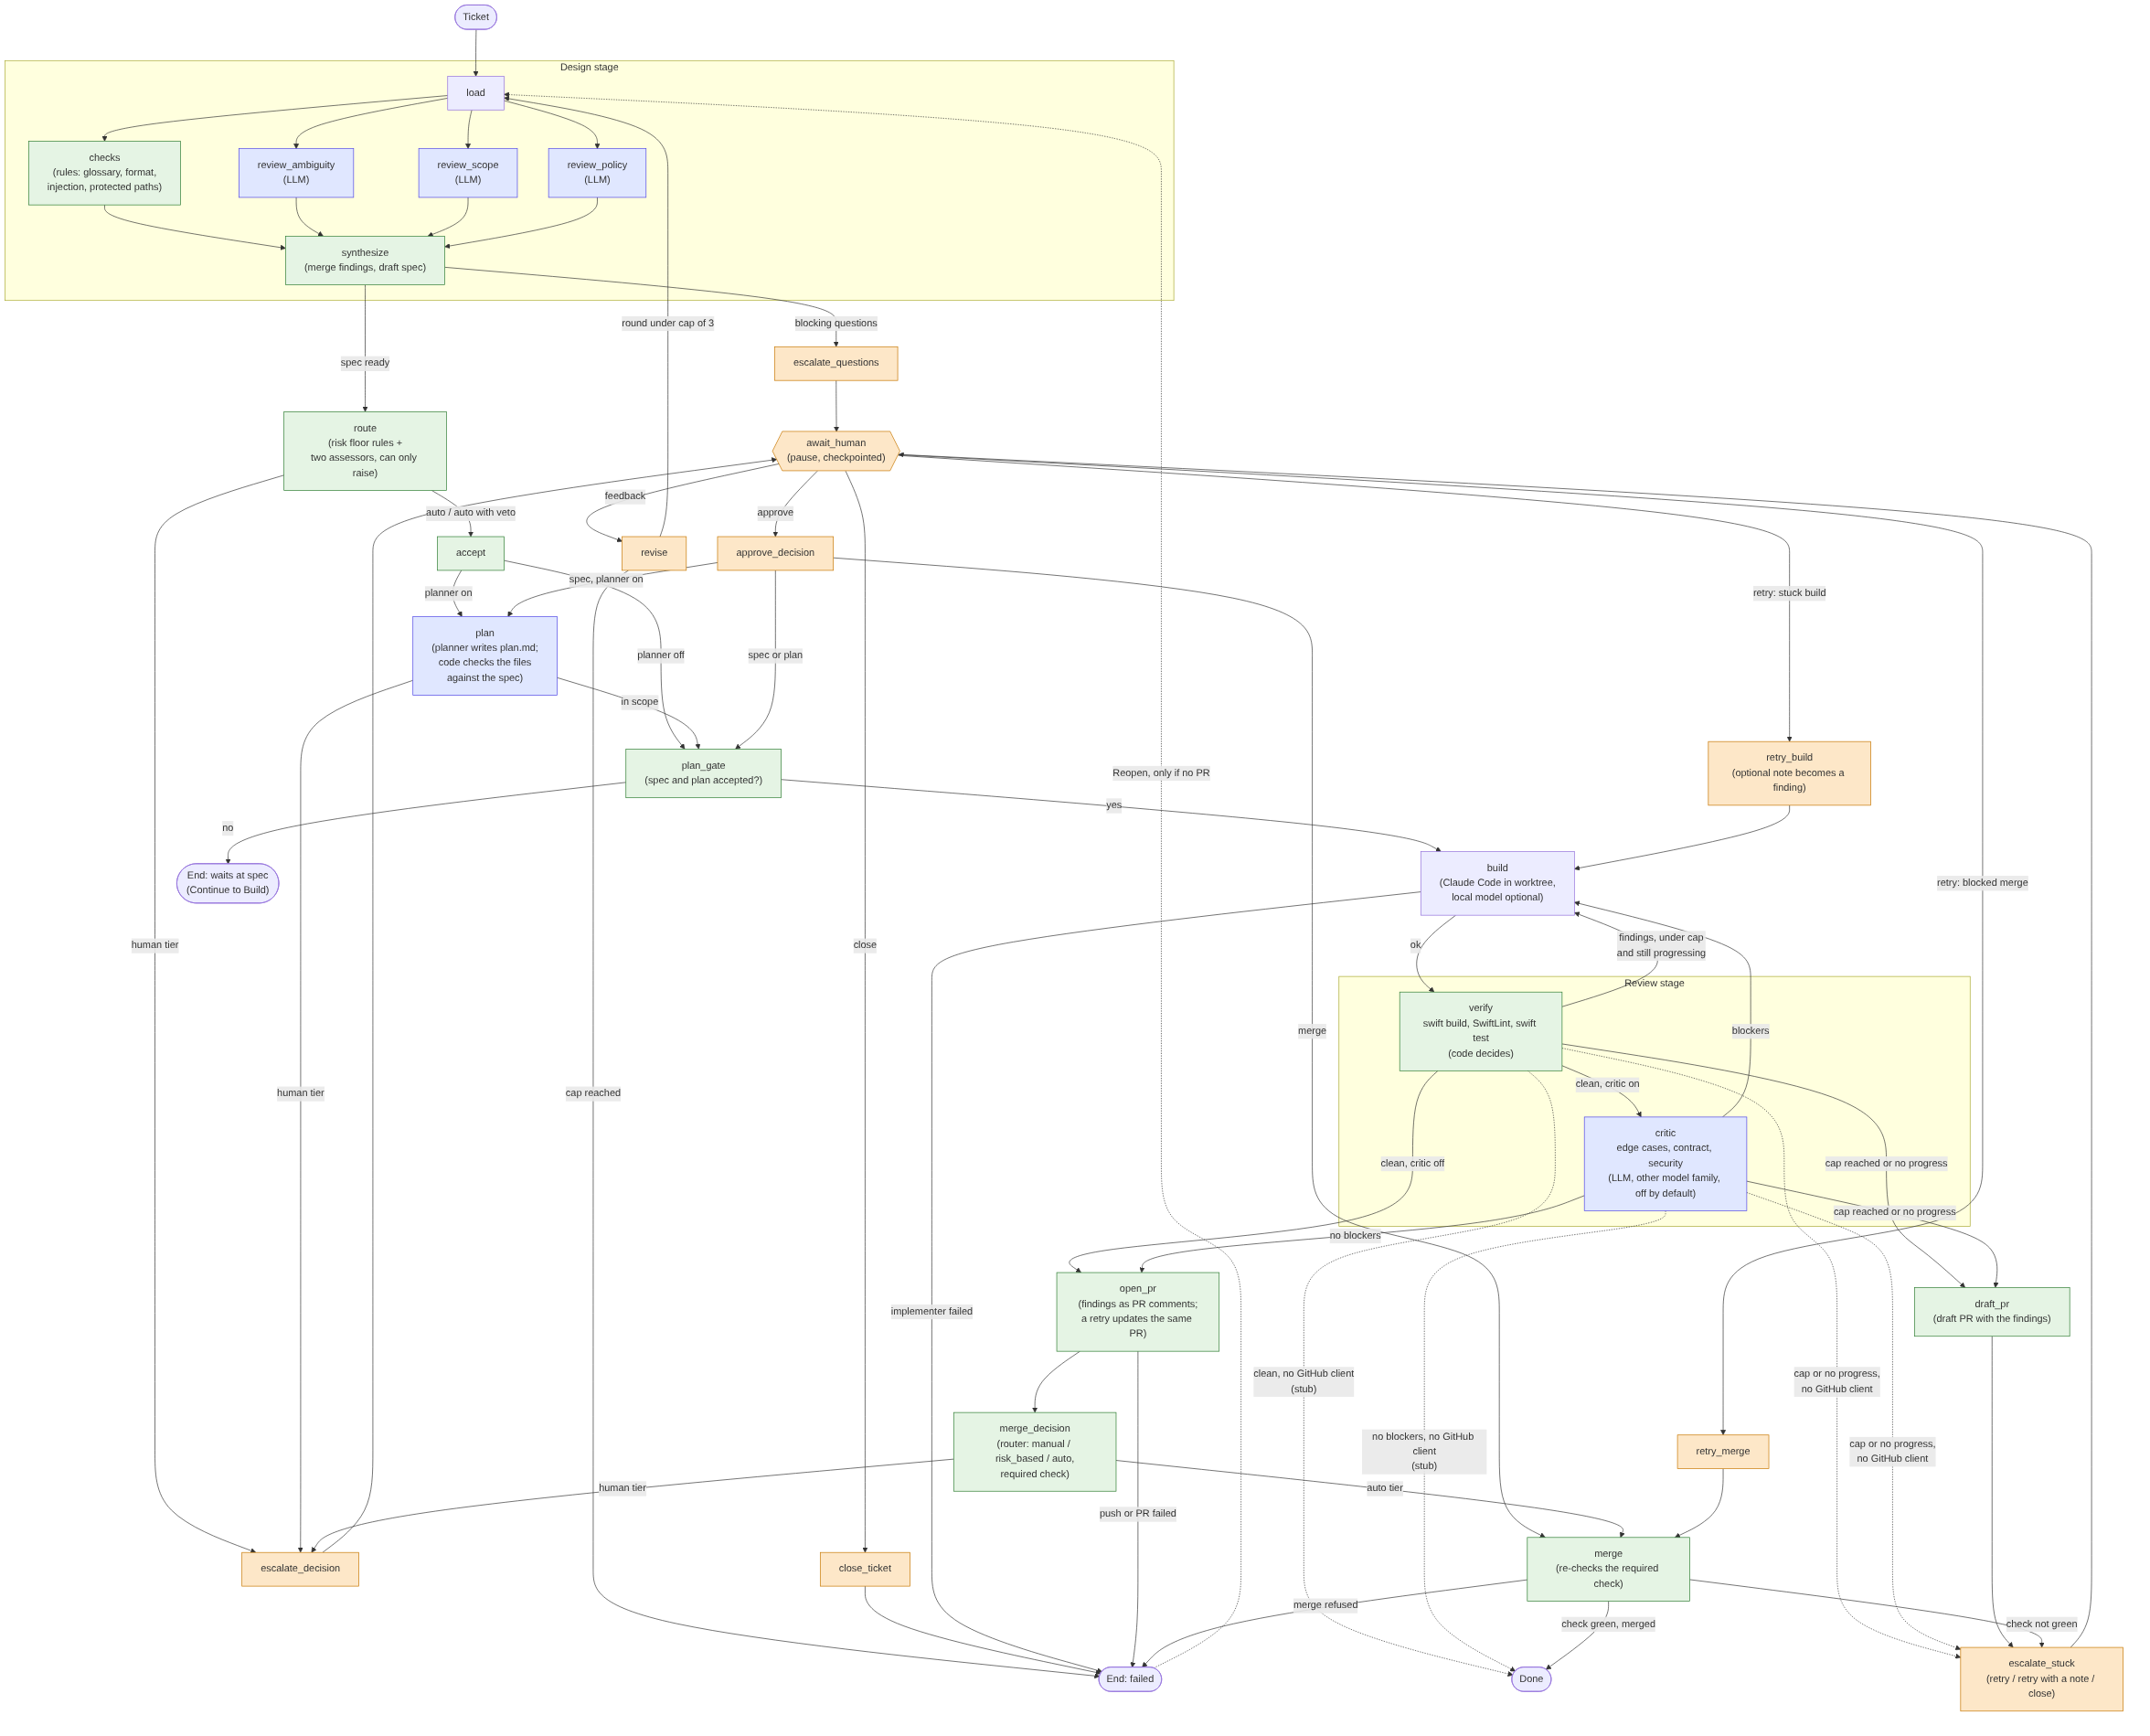 Ticket
Design stage
load
checks
(rules: glossary, format,
injection, protected paths)
review_ambiguity
(LLM)
review_scope
(LLM)
review_policy
(LLM)
synthesize
(merge findings, draft spec)
round under cap of 3
blocking questions
spec ready
escalate_questions
route
(risk floor rules +
two assessors, can only
raise)
await_human
(pause, checkpointed)
feedback
approve
auto / auto with veto
accept
revise
approve_decision
spec, planner on
planner on
retry: stuck build
plan
(planner writes plan.md;
code checks the files
against the spec)
planner off
spec or plan
in scope
plan_gate
(spec and plan accepted?)
Reopen, only if no PR
retry_build
(optional note becomes a
finding)
yes
no
End: waits at spec
(Continue to Build)
build
(Claude Code in worktree,
local model optional)
retry: blocked merge
human tier
close
ok
findings, under cap
and still progressing
Review stage
verify
swift build, SwiftLint, swift
test
(code decides)
merge
blockers
human tier
cap reached
clean, critic on
critic
edge cases, contract,
security
(LLM, other model family,
off by default)
clean, critic off
cap reached or no progress
cap reached or no progress
no blockers
open_pr
(findings as PR comments;
a retry updates the same
PR)
implementer failed
draft_pr
(draft PR with the findings)
clean, no GitHub client
(stub)
cap or no progress,
no GitHub client
merge_decision
(router: manual /
risk_based / auto,
required check)
no blockers, no GitHub
client
(stub)
retry_merge
cap or no progress,
no GitHub client
human tier
auto tier
push or PR failed
escalate_decision
close_ticket
merge
(re-checks the required
check)
merge refused
check green, merged
check not green
End: failed
Done
escalate_stuck
(retry / retry with a note /
close)